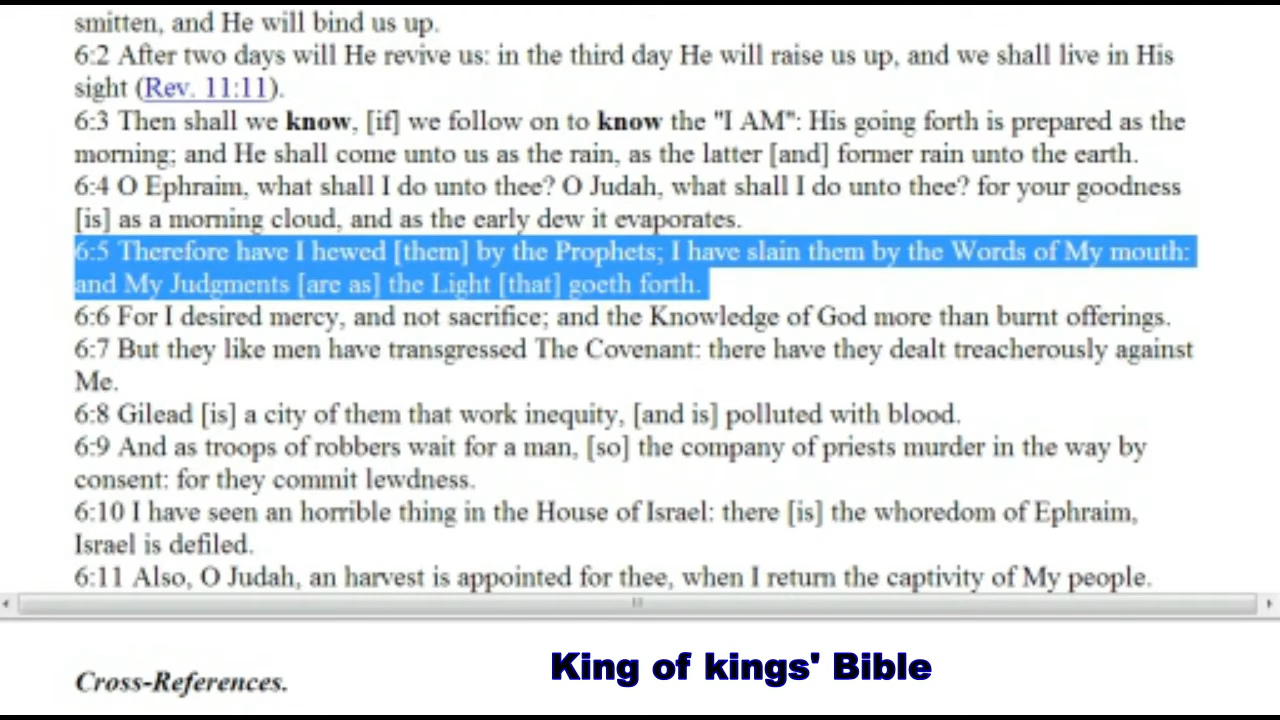 smitten, and He will bind us up.
6:2 After two days will He revive us: in the third day He will raise us up, and we shall live in His
sight (Rev. 11:11).
6:3 Then shall we know, [if] we follow on to know the "I AM": His going forth is prepared as the
morning; and He shall come unto us as the rain, as the latter [and] former rain unto the earth.
6:4 O Ephraim, what shall I do unto thee? O Judah, what shall I do unto thee? for your goodness
[is] as a morning cloud, and as the early dew it evaporates.
6:5 Therefore have I hewed [them] by the Prophets; I have slain them by the Words of My mouth:
and My Judgments [are as] the Light [that] goeth forth.
6:6 For I desired mercy, and not sacrifice; and the Knowledge of God more than burnt offerings.
6:7 But they like men have transgressed The Covenant: there have they dealt treacherously against
Me.
6:8 Gilead [is] a city of them that work inequity, [and is] polluted with blood.
6:9 And as troops of robbers wait for a man, [so] the company of priests murder in the way by
consent: for they commit lewdness.
6:10 I have seen an horrible thing in the House of Israel: there [is] the whoredom of Ephraim,
Israel is defiled.
6:11 Also, O Judah, an harvest is appointed for thee, when I return the captivity of My people.
Cross-References.
King of kings' Bible